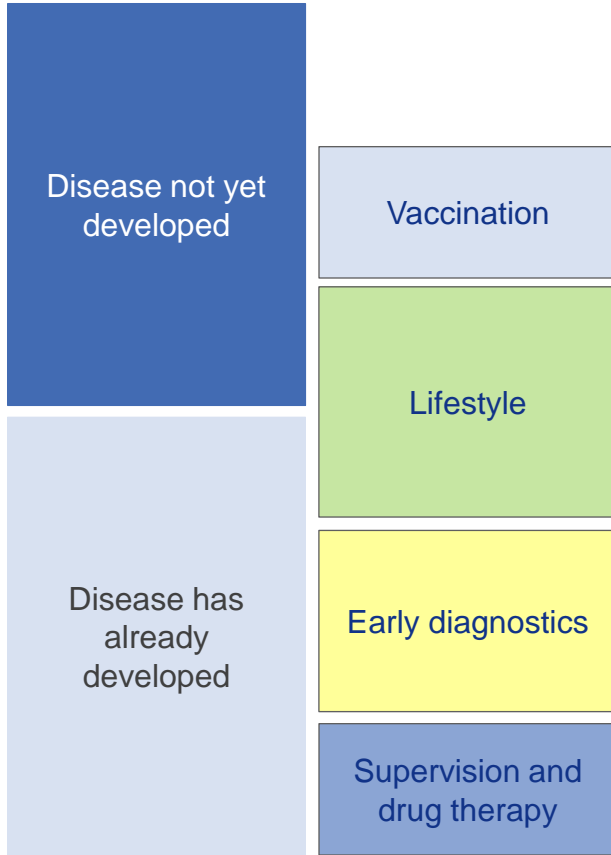 Disease not yet
developed
Vaccination
Lifestyle
Disease has
already
developed
Early diagnostics
Supervision and
drug therapy